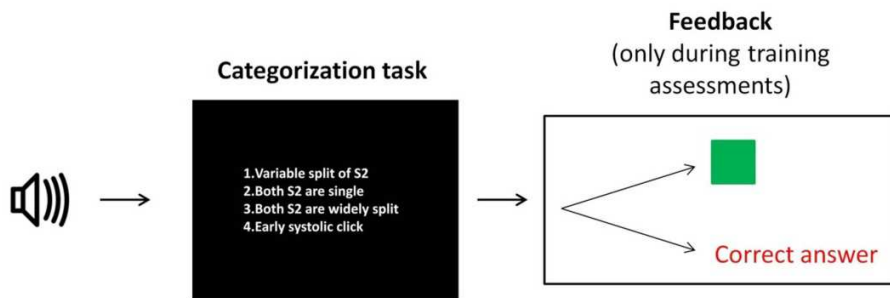 Categorization task
1.Variable split of S2
2.Both S2 are single
3.Both S2 are widely split
4.Early systolic click
Feedback
(only during training
assessments)
Correct answer